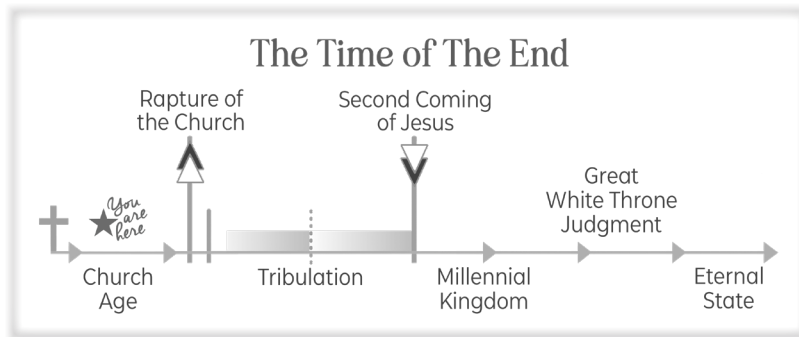 The Time of The End
Rapture of
the Church
Second Coming
of Jesus
You
are
here
Great
White Throne
Judgment
Church
Age
Tribulation
Millennial
Kingdom
Eternal
State